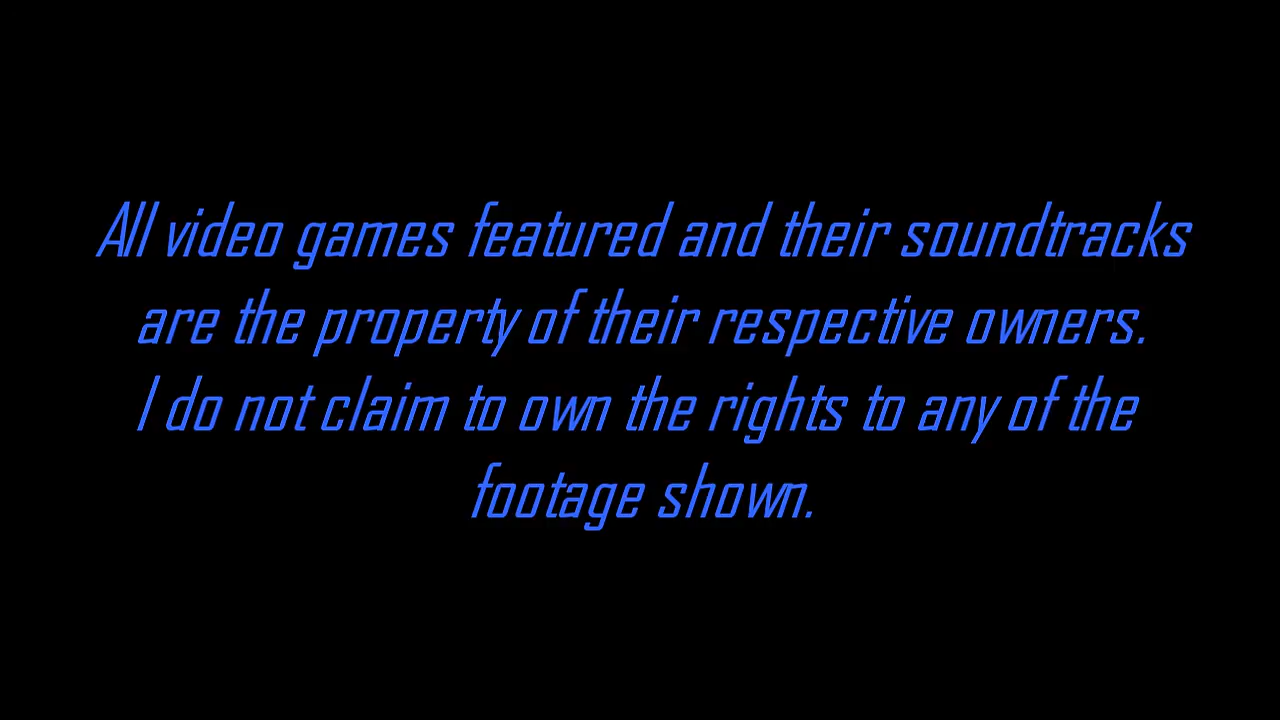 All video games featured and their soundtracks
are the property of their respective owners.
I do not claim to own the rights to any of the
footage shown.